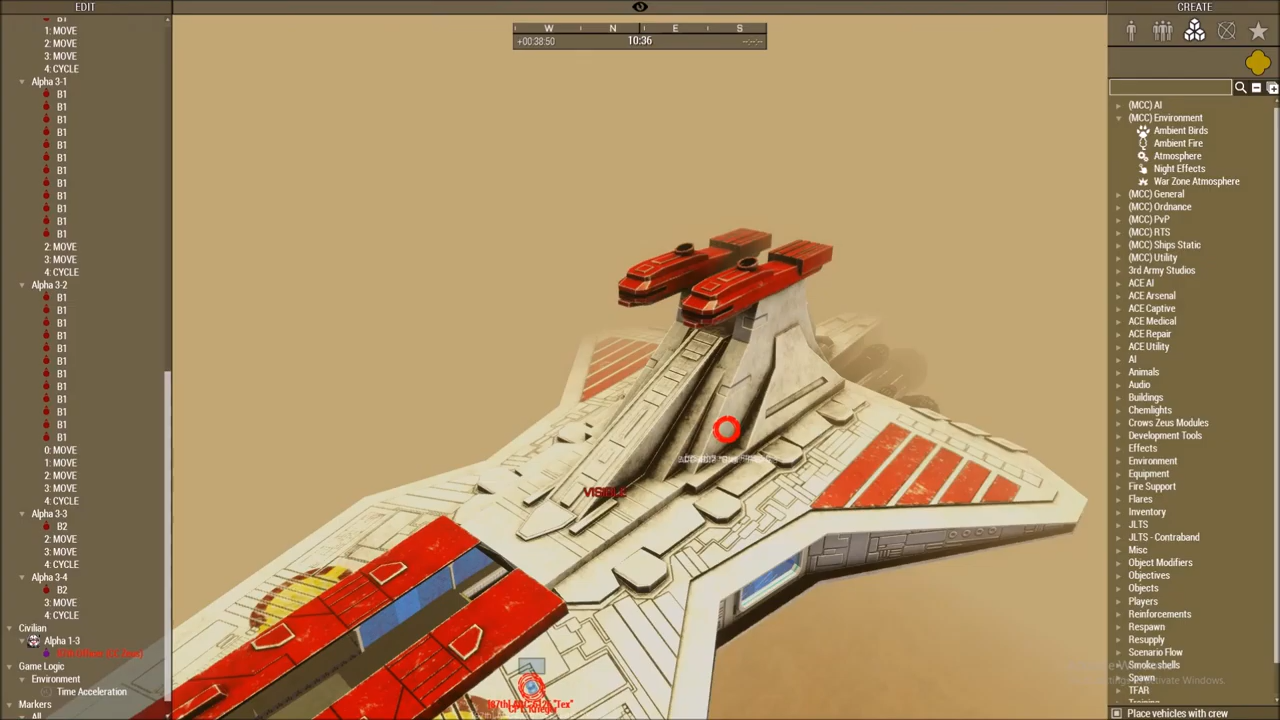 EDIT
B1
1: MOVE
2: MOVE
3: MOVE
4: CYCLE
Alpha 3-1
B1
B1
B1
B1
B1
B1
B1
B1
B1
B1
B1
B1
2: MOVE
3: MOVE
4: CYCLE
Alpha 3-2
B1
B1
B1
B1
B1
B1
B1
B1
B1
B1
B1
B1
0: MOVE
1: MOVE
2: MOVE
3: MOVE
4: CYCLE
Alpha 3-3
B2
2: MOVE
3: MOVE
4: CYCLE
Alpha 3-4
B2
3: MOVE
4: CYCLE
Civilian
Alpha 1-3
Game Logic
Environment
Time Acceleration
Markers
All
W N E S
+00:38:50 10:36
VISIBLE
"Tex"
CREATE
(MCC) AI
(MCC) Environment
Ambient Birds
Ambient Fire
Atmosphere
Night Effects
War Zone Atmosphere
(MCC) General
(MCC) Ordnance
(MCC) PvP
(MCC) RTS
(MCC) Ships Static
(MCC) Utility
3rd Army Studios
ACE AI
ACE Arsenal
ACE Captive
ACE Medical
ACE Repair
ACE Utility
AI
Animals
Audio
Buildings
Chemlights
Crows Zeus Modules
Development Tools
Effects
Environment
Equipment
Fire Support
Flares
Inventory
JLTS
JLTS - Contraband
Misc
Object Modifiers
Objectives
Objects
Players
Reinforcements
Respawn
Resupply
Scenario Flow
Smokeshells
Spawn
TFAR
Training
Place vehicles with crew